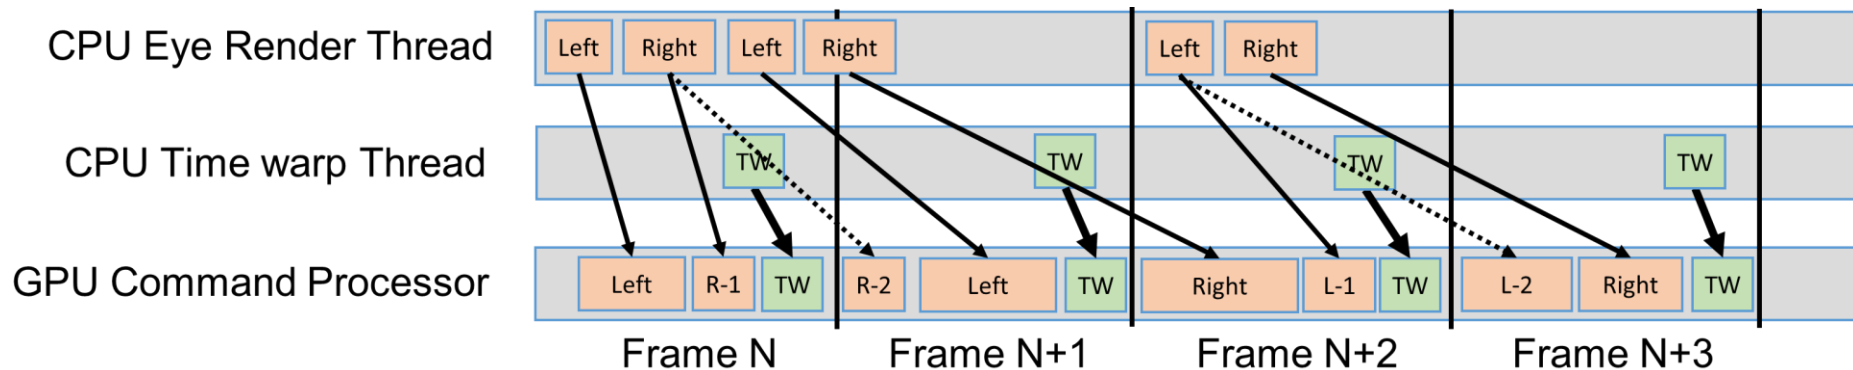 CPU Eye Render Thread
Left Right Left Right Left Right
CPU Time warp Thread
TW TW TW TW
GPU Command Processor
Left R-1 TW R-2 Left TW Right L-1 TW L-2 Right TW
Frame N Frame N+1 Frame N+2 Frame N+3